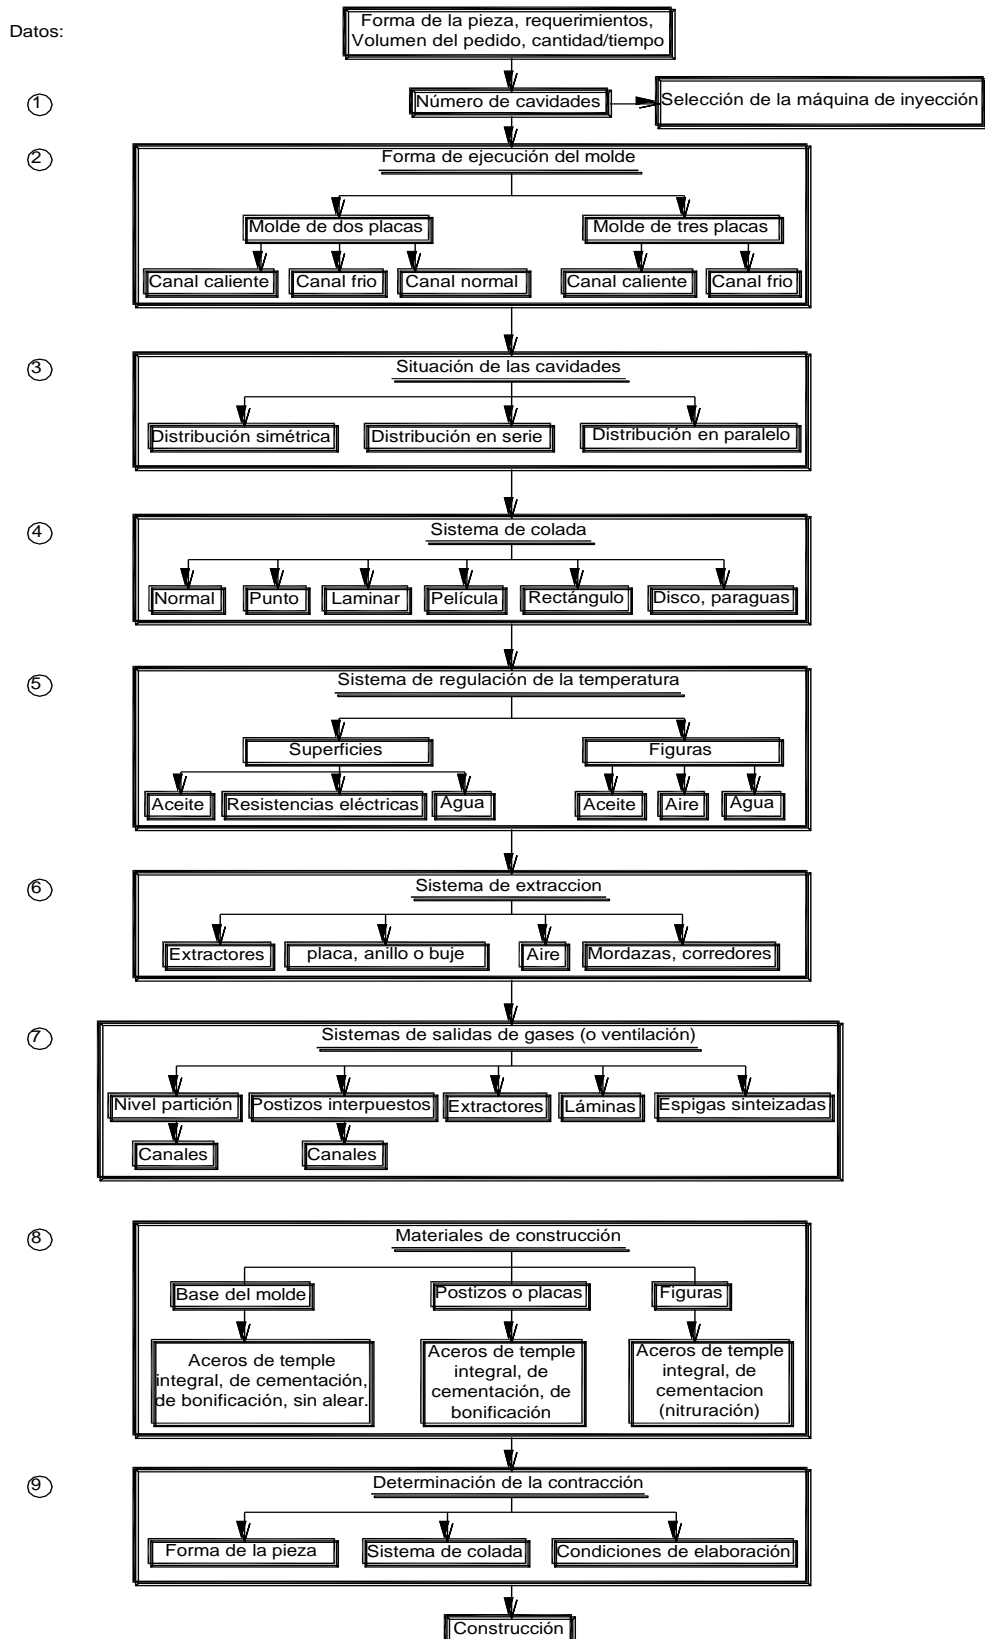 Forma de la pieza, requerimientos,
Datos:
Volumen del pedido, cantidad/tiempo
1
Número de cavidades
Selección de la máquina de inyección
2
Forma de ejecución del molde
Molde de dos placas
Molde de tres placas
Canal caliente
Canal frio
Canal normal
Canal caliente
Canal frio
3
Situación de las cavidades
Distribución simétrica
Distribución en serie
Distribución en paralelo
4
Sistema de colada
Normal
Punto
Laminar
Película
Rectángulo
Disco, paraguas
5
Sistema de regulación de la temperatura
Superficies
Figuras
Aceite
Resistencias eléctricas
Agua
Aceite
Aire
Agua
6
Sistema de extraccion
Extractores
placa, anillo o buje
Aire
Mordazas, corredores
7
Sistemas de salidas de gases (o ventilación)
Nivel partición
Postizos interpuestos
Extractores
Láminas
Espigas sinteizadas
Canales
Canales
8
Materiales de construcción
Base del molde
Postizos o placas
Figuras
Aceros de temple
integral, de cementación,
de bonificación, sin alear.
Aceros de temple
integral, de
cementación, de
bonificación
Aceros de temple
integral, de
cementacion
(nitruración)
9
Determinación de la contracción
Forma de la pieza
Sistema de colada
Condiciones de elaboración
Construcción